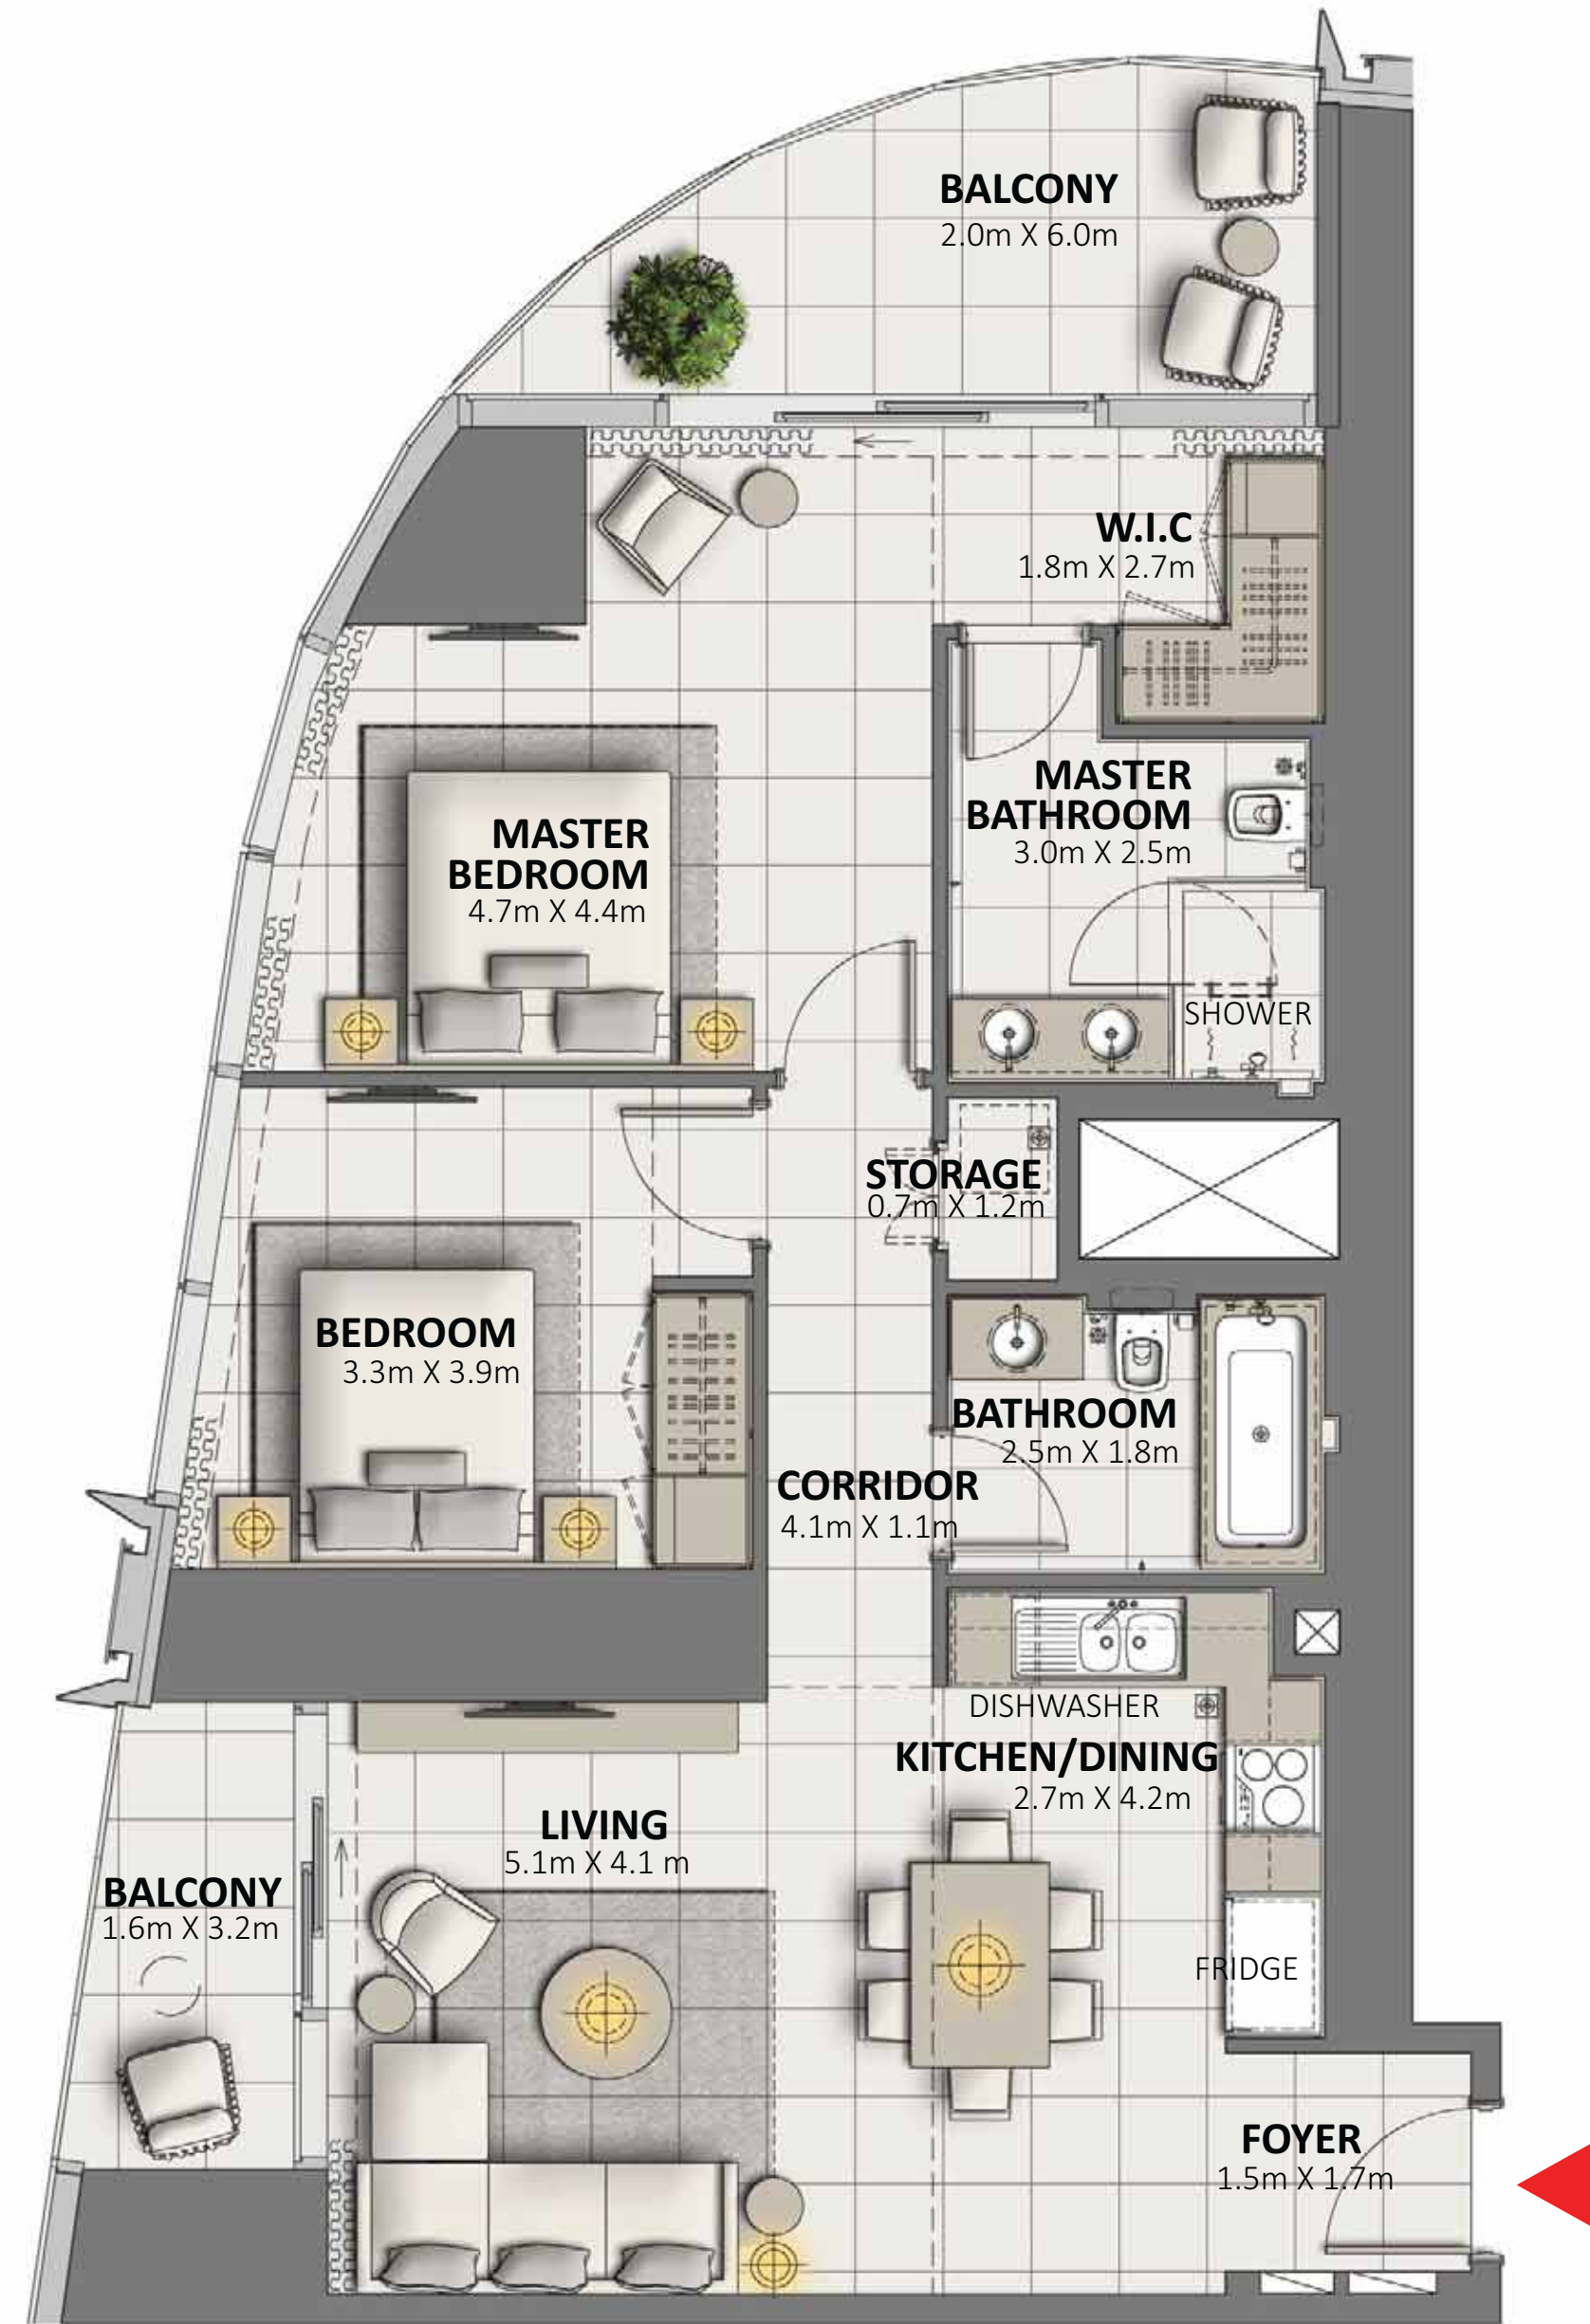 BALCONY
2.0m X 6.0m
W.I.C
1.8m X 2.7m
MASTER
BATHROOM
3.0m X 2.5m
MASTER
BEDROOM
4.7m X 4.4m
SHOWER
STORAGE
0.7m X 1.2m
BEDROOM
3.3m X 3.9m
BATHROOM
2.5m X 1.8m
CORRIDOR
4.1m X 1.1m
DISHWASHER
KITCHEN/DINING
2.7m X 4.2m
LIVING
5.1m X 4.1 m
BALCONY
1.6m X 3.2m
FRIDGE
FOYER
1.5m X 1.7m